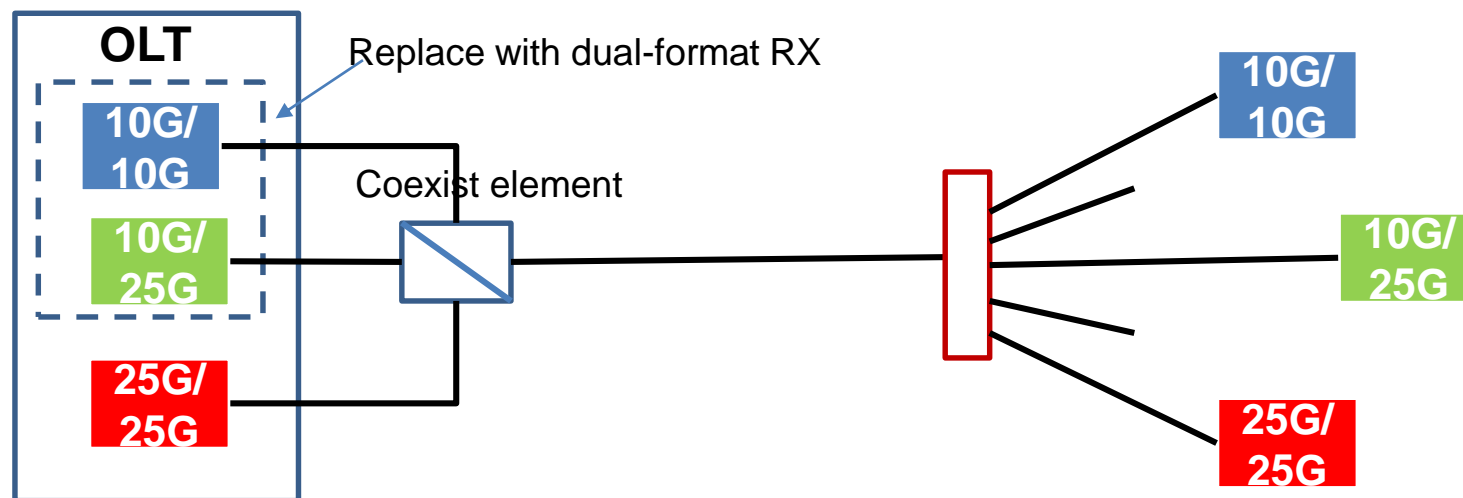 OLT
Replace with dual-format RX
10G/
10G
Coexist element
10G/
25G
25G/
25G
10G/
10G
10G/
25G
25G/
25G